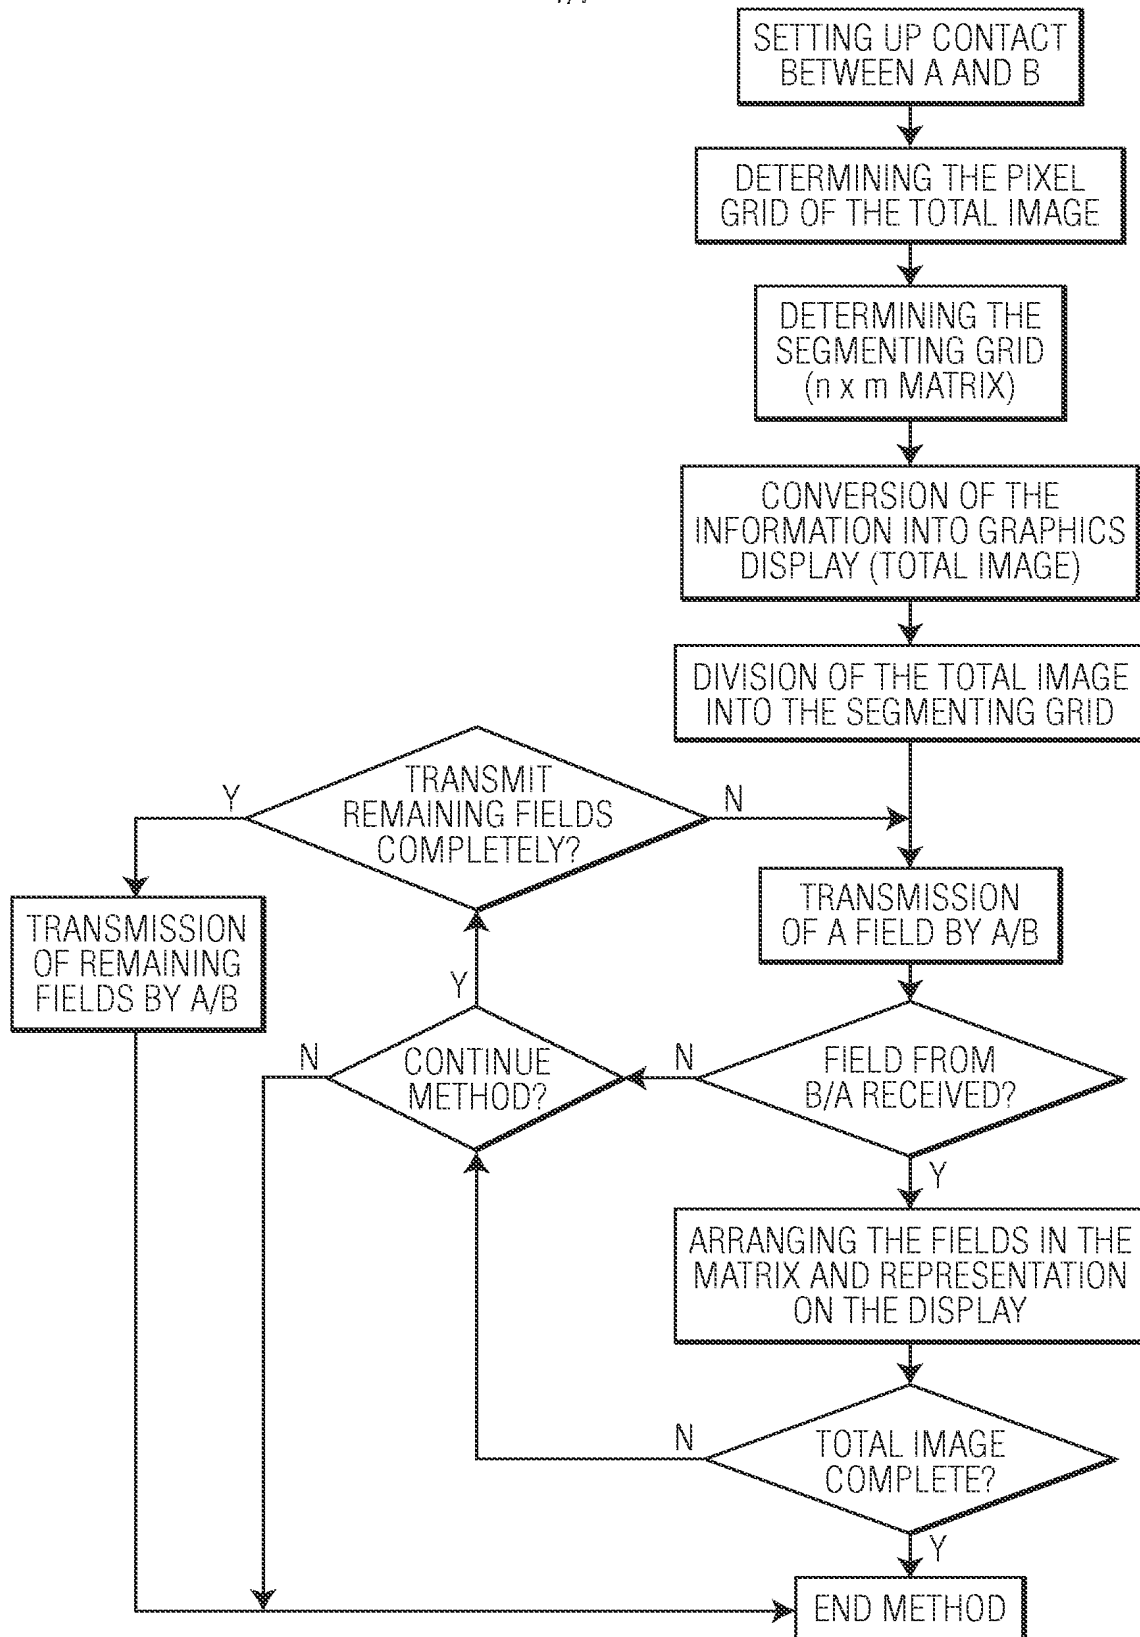 SETTING UP CONTACT
BETWEEN A AND B
DETERMINING THE PIXEL
GRID OF THE TOTAL IMAGE
DETERMINING THE
SEGMENTING GRID
(n x m MATRIX)
CONVERSION OF THE
INFORMATION INTO GRAPHICS
DISPLAY (TOTAL IMAGE)
DIVISION OF THE TOTAL IMAGE
INTO THE SEGMENTING GRID
Y
TRANSMIT
REMAINING FIELDS
COMPLETELY?
N
TRANSMISSION
OF REMAINING
FIELDS BY A/B
TRANSMISSION
OF A FIELD BY A/B
Y
N
CONTINUE
METHOD?
N
FIELD FROM
B/A RECEIVED?
Y
ARRANGING THE FIELDS IN THE
MATRIX AND REPRESENTATION
ON THE DISPLAY
N
TOTAL IMAGE
COMPLETE?
Y
END METHOD